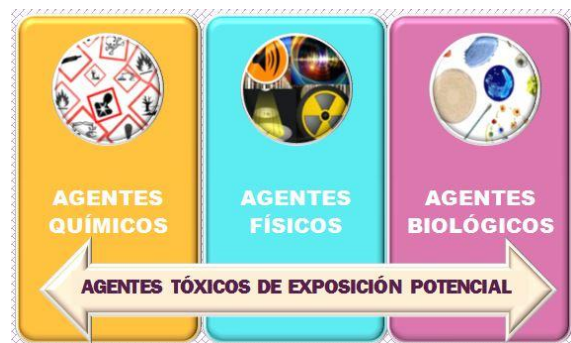 AGENTES
QUÍMICOS
AGENTES
FÍSICOS
AGENTES
BIOLÓGICOS
AGENTES TÓXICOS DE EXPOSICIÓN POTENCIAL